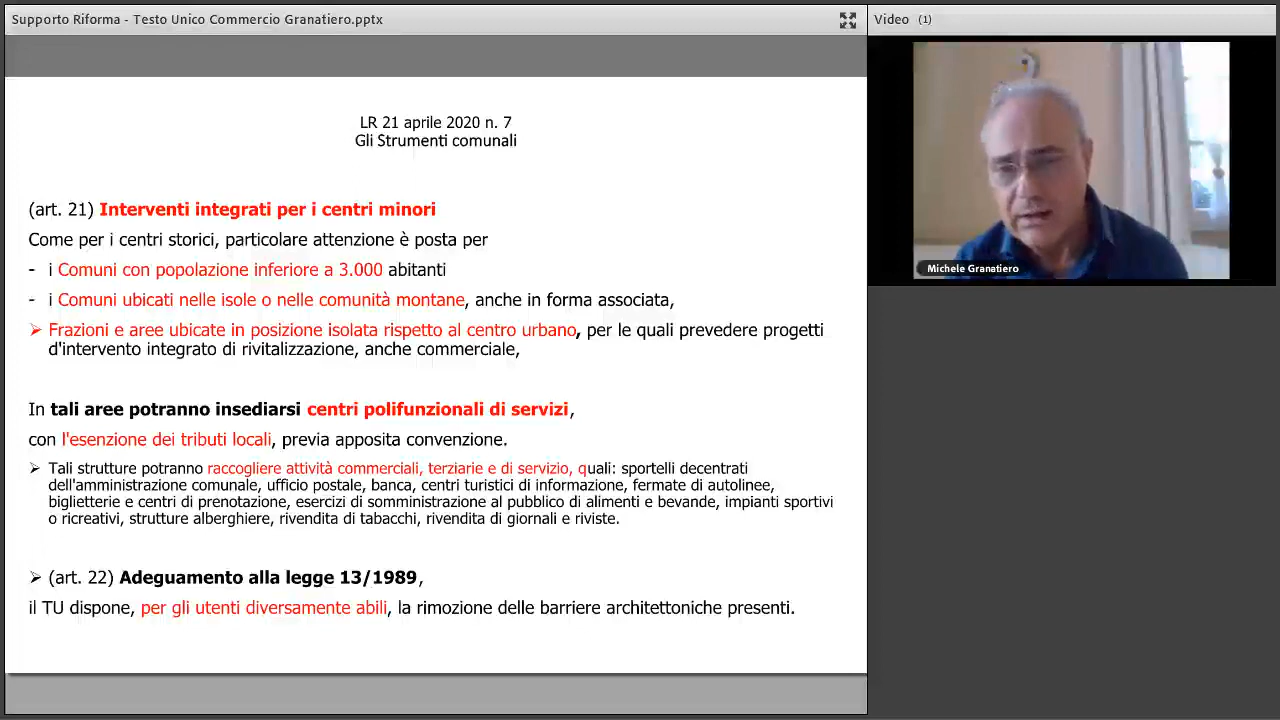 Supporto Riforma - Testo Unico Commercio Granatiero.pptx
Video (1)
LR 21 aprile 2020 n. 7
Gli Strumenti comunali
(art. 21) Interventi integrati per i centri minori
Come per i centri storici, particolare attenzione è posta per
- i Comuni con popolazione inferiore a 3.000 abitanti
- i Comuni ubicati nelle isole o nelle comunità montane, anche in forma associata,
➢ Frazioni e aree ubicate in posizione isolata rispetto al centro urbano, per le quali prevedere progetti
d'intervento integrato di rivitalizzazione, anche commerciale,
In tali aree potranno insediarsi centri polifunzionali di servizi,
con l'esenzione dei tributi locali, previa apposita convenzione.
➢ Tali strutture potranno raccogliere attività commerciali, terziarie e di servizio, quali: sportelli decentrati
dell'amministrazione comunale, ufficio postale, banca, centri turistici di informazione, fermate di autolinee,
biglietterie e centri di prenotazione, esercizi di somministrazione al pubblico di alimenti e bevande, impianti sportivi
o ricreativi, strutture alberghiere, rivendita di tabacchi, rivendita di giornali e riviste.
➢ (art. 22) Adeguamento alla legge 13/1989,
il TU dispone, per gli utenti diversamente abili, la rimozione delle barriere architettoniche presenti.
Michele Granatiero